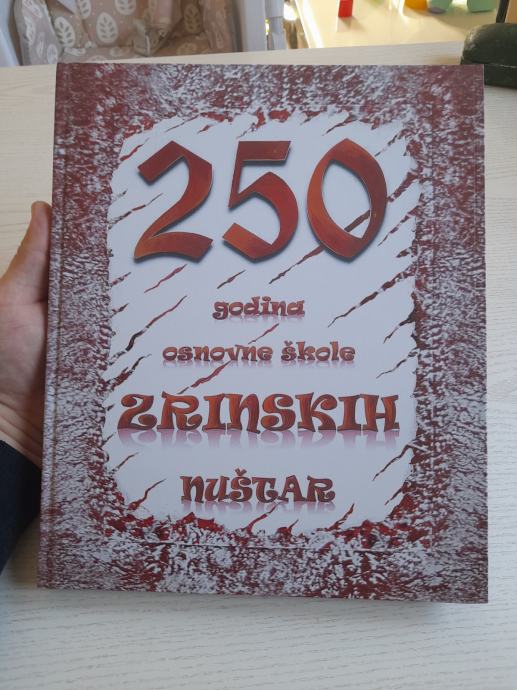 250
godina
osnovne škole
ZRINSKIH
NUŠTAR